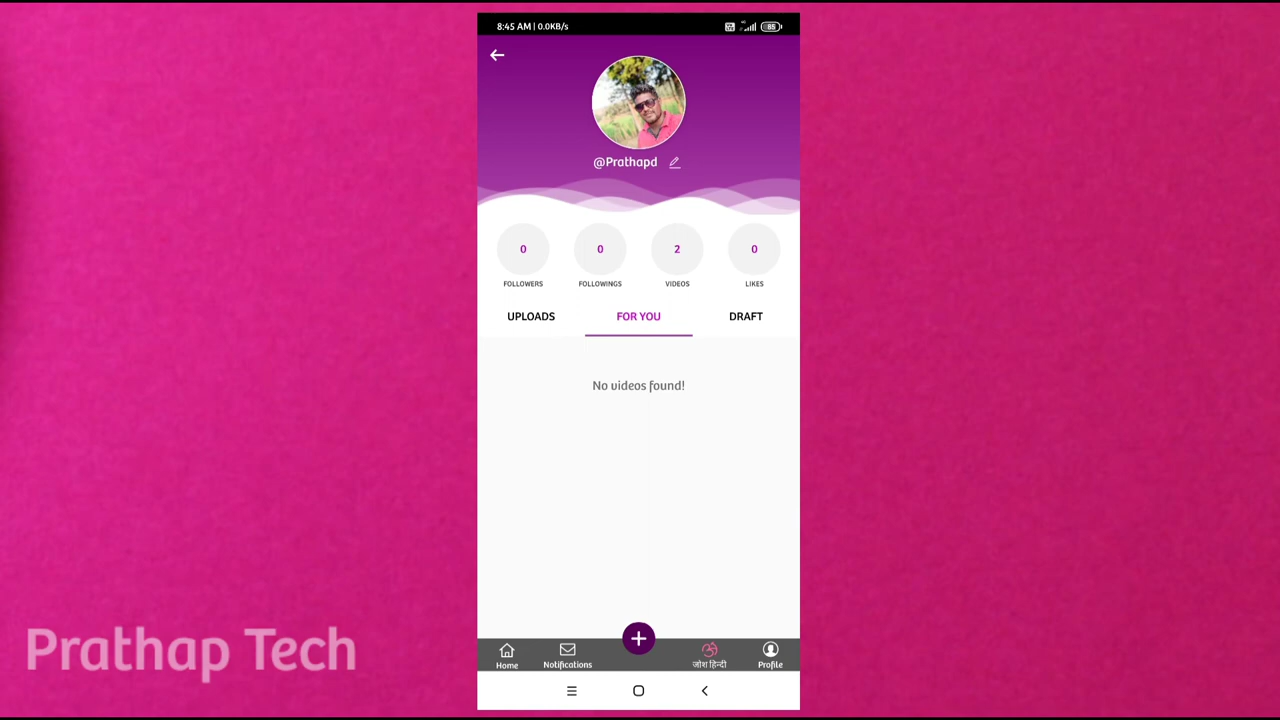 8:45 AM | 0.0KB/s
85
@Prathapd
0 0 2 0
FOLLOWERS FOLLOWINGS VIDEOS LIKES
UPLOADS FOR YOU DRAFT
No videos found!
Home Notifications जोश हिन्दी Profile
Prathap Tech